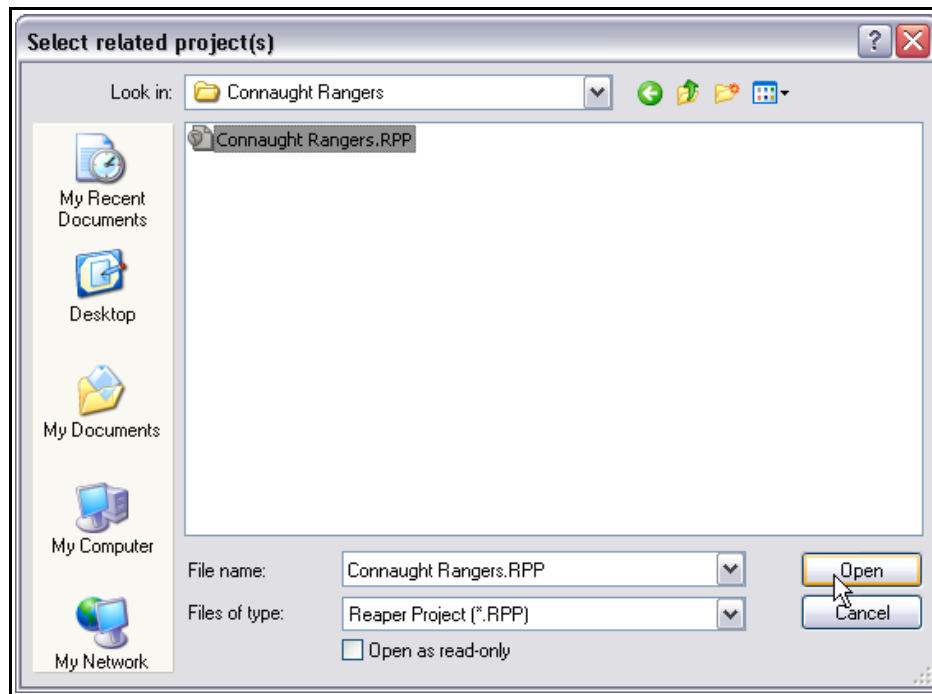 Select related project(s)
?
Look in:
Connaught Rangers
Connaught Rangers.RPP
My Recent
Documents
Desktop
My Documents
My Computer
My Network
File name:
Connaught Rangers.RPP
Open
Files of type:
Reaper Project (*.RPP)
Cancel
Open as read-only